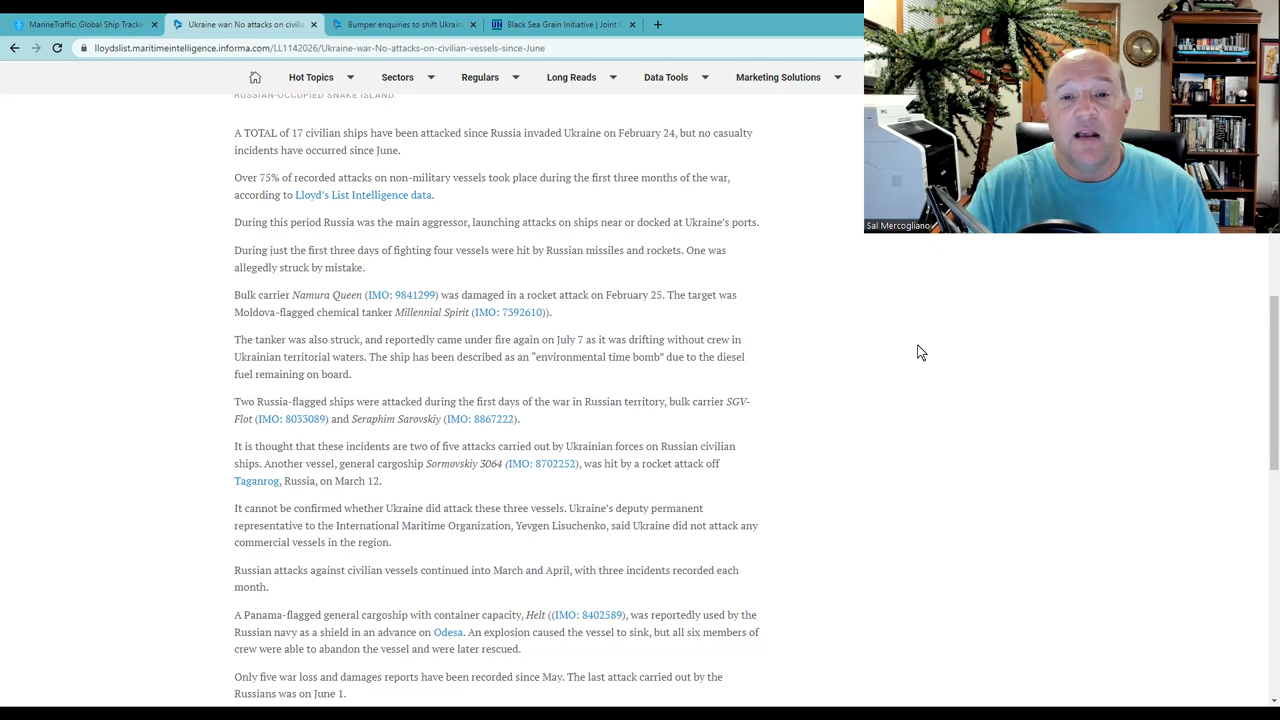 MarineTraffic: Global Ship Trackin
Ukraine war: No attacks on civilia
Bumper enquiries to shift Ukraini
Black Sea Grain Initiative | Joint C
lloydslist.maritimeintelligence.informa.com/LL1142026/Ukraine-war-No-attacks-on-civilian-vessels-since-June
Hot Topics
Sectors
Regulars
Long Reads
Data Tools
Marketing Solutions
RUSSIAN-OCCUPIED SNAKE ISLAND.
A TOTAL of 17 civilian ships have been attacked since Russia invaded Ukraine on February 24, but no casualty
incidents have occurred since June.
Over 75% of recorded attacks on non-military vessels took place during the first three months of the war,
according to Lloyd's List Intelligence data.
During this period Russia was the main aggressor, launching attacks on ships near or docked at Ukraine's ports.
During just the first three days of fighting four vessels were hit by Russian missiles and rockets. One was
allegedly struck by mistake.
Bulk carrier Namura Queen (IMO: 9841299) was damaged in a rocket attack on February 25. The target was
Moldova-flagged chemical tanker Millennial Spirit (IMO: 7392610)).
The tanker was also struck, and reportedly came under fire again on July 7 as it was drifting without crew in
Ukrainian territorial waters. The ship has been described as an “environmental time bomb” due to the diesel
fuel remaining on board.
Two Russia-flagged ships were attacked during the first days of the war in Russian territory, bulk carrier SGV-
Flot (IMO: 8033089) and Seraphim Sarovskiy (IMO: 8867222).
It is thought that these incidents are two of five attacks carried out by Ukrainian forces on Russian civilian
ships. Another vessel, general cargoship Sormovskiy 3064 (IMO: 8702252), was hit by a rocket attack off
Taganrog, Russia, on March 12.
It cannot be confirmed whether Ukraine did attack these three vessels. Ukraine's deputy permanent
representative to the International Maritime Organization, Yevgen Lisuchenko, said Ukraine did not attack any
commercial vessels in the region.
Russian attacks against civilian vessels continued into March and April, with three incidents recorded each
month.
A Panama-flagged general cargoship with container capacity, Helt ((IMO: 8402589), was reportedly used by the
Russian navy as a shield in an advance on Odesa. An explosion caused the vessel to sink, but all six members of
crew were able to abandon the vessel and were later rescued.
Only five war loss and damages reports have been recorded since May. The last attack carried out by the
Russians was on June 1.
Sal Mercogliano